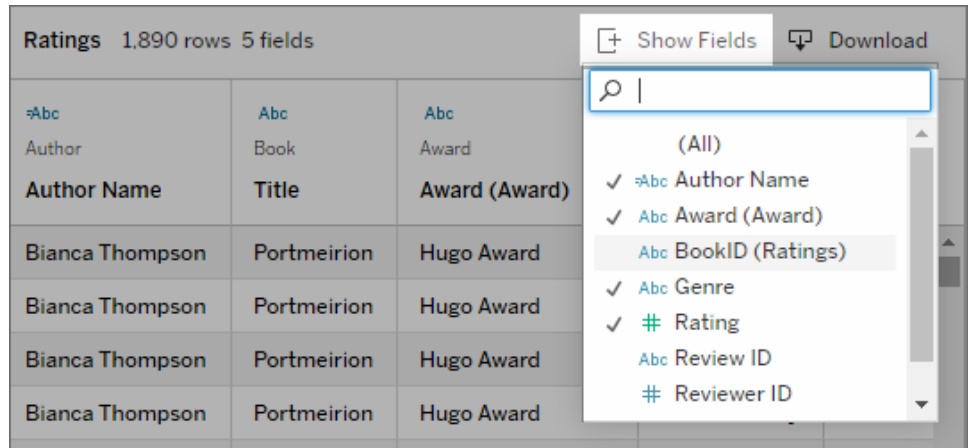 Ratings 1,890 rows 5 fields
Show Fields
Download
=Abc
Abc
Abc
Author
Book
Award
Author Name
Title
Award (Award)
Bianca Thompson
Portmeirion
Hugo Award
Bianca Thompson
Portmeirion
Hugo Award
Bianca Thompson
Portmeirion
Hugo Award
Bianca Thompson
Portmeirion
Hugo Award
(All)
=Abc Author Name
Abc Award (Award)
Abc BookID (Ratings)
Abc Genre
# Rating
Abc Review ID
# Reviewer ID